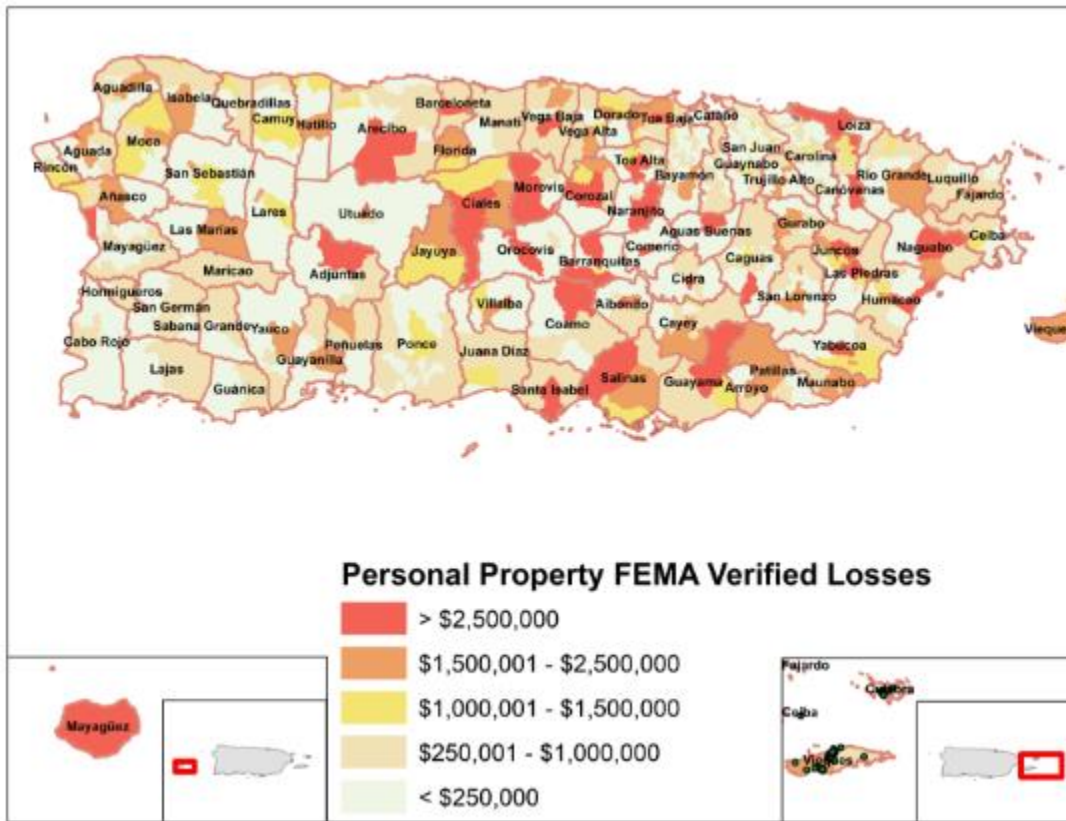 Aguadilla
Isabela
Quebradillas
Camuy
Hatillo
Arecibo
Barceloneta
Manatí
Vega Baja
Vega Alta
Dorado
Toa Baja
Cataño
Loiza
Aguada
Moca
Rincón
San Sebastián
Florida
Toa Alta
Bayamón
San Juan
Guaynabo
Trujillo Alto
Carolina
Canóvanas
Río Grande
Luquillo
Fajardo
Añasco
Las Marías
Lares
Utuado
Ciales
Morovis
Corozal
Naranjito
Aguas Buenas
Gurabo
Juncos
Naguabo
Ceiba
Mayagüez
Maricao
Adjuntas
Jayuya
Orocovis
Barranquitas
Comerío
Cidra
Caguas
Las Piedras
Hormigueros
San Germán
Sabana Grande
Yauco
Villalba
Coamo
Aibonito
San Lorenzo
Humacao
Cabo Rojo
Lajas
Guánica
Guayanilla
Peñuelas
Ponce
Juana Díaz
Cayey
Yabucoa
Vieques
Santa Isabel
Salinas
Guayama
Arroyo
Patillas
Maunabo
Personal Property FEMA Verified Losses
> $2,500,000
$1,500,001 - $2,500,000
$1,000,001 - $1,500,000
$250,001 - $1,000,000
< $250,000
Mayagüez
Fajardo
Culebra
Ceiba
Vieques